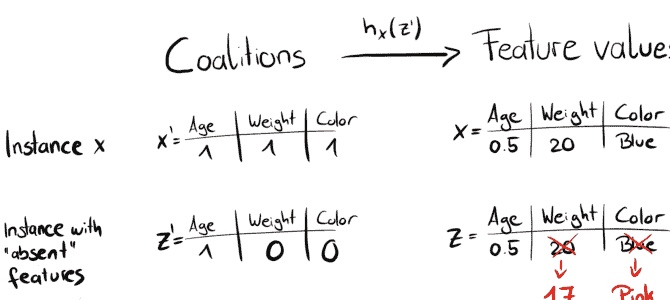 Coalitions hx(z') Feature values
Age Weight Color Age Weight Color
Instance x x'= 1 1 1 x= 0.5 20 Blue
Instance with Age Weight Color Age Weight Color
"absent" z'= 1 0 0 z= 0.5 20 Blue
features 17 Pink